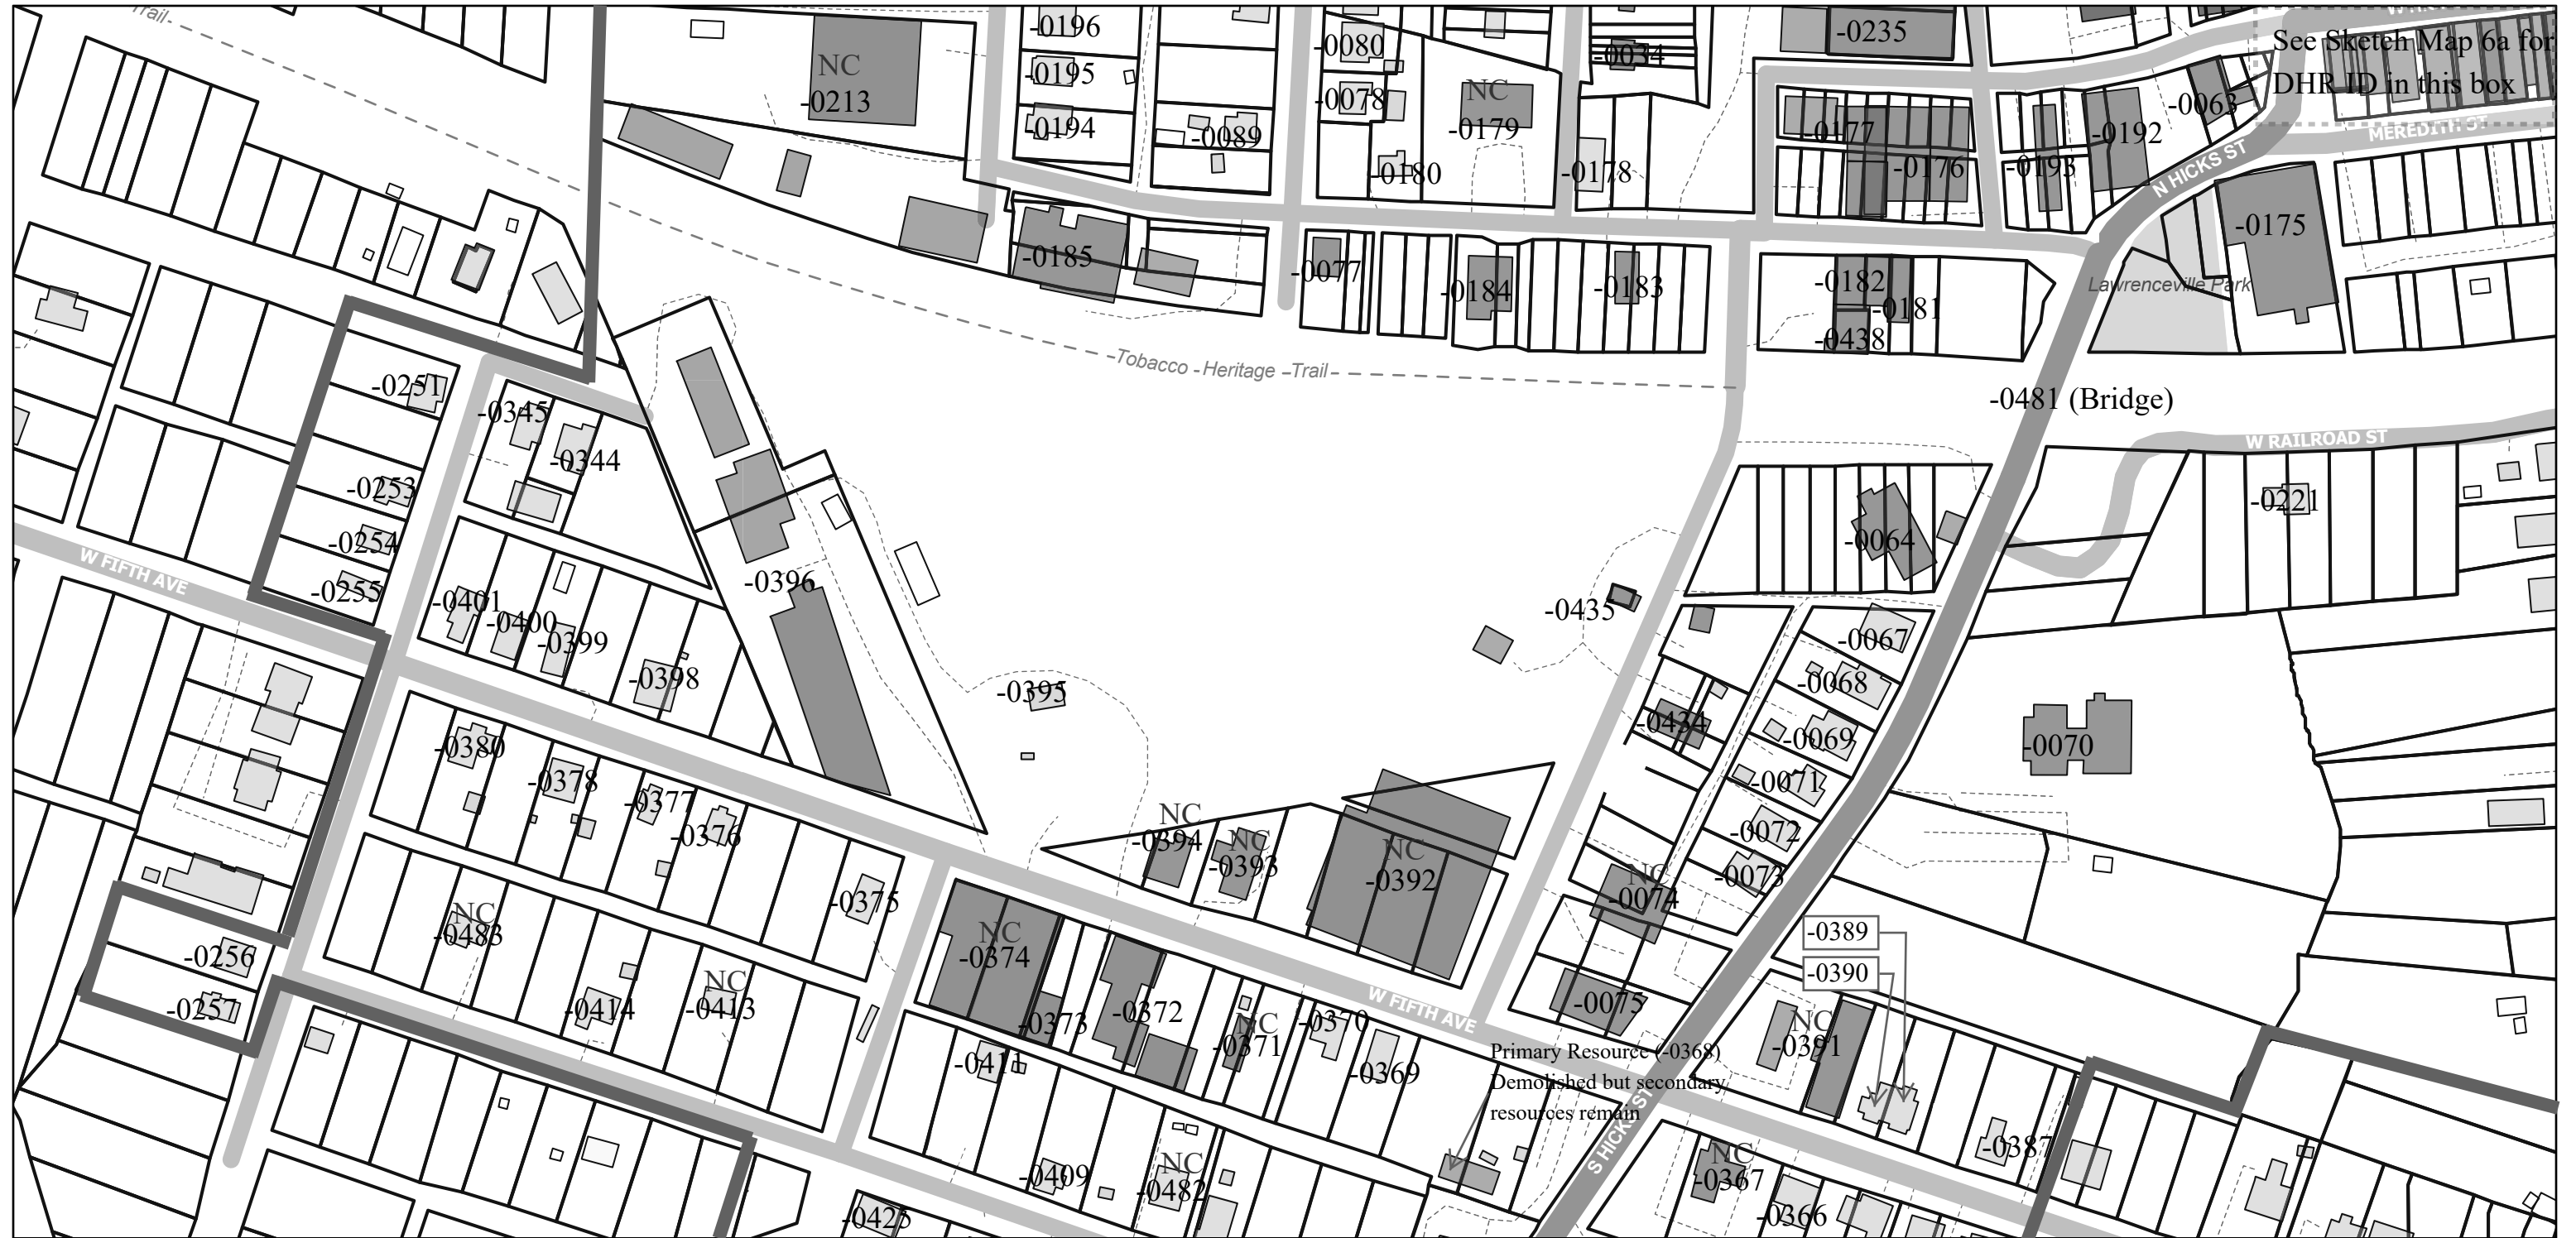 Trail
-0196
-0080
-0034
-0235
W H
See Sketch Map 6a for
DHR ID in this box
NC
-0213
-0195
-0078
NC
-0179
-0063
-0194
-0089
-0177
-0192
MEREDITH ST
-0180
-0178
-0176
-0193
N HICKS ST
-0175
-0185
-0077
-0184
-0183
-0182
-0181
-0438
Lawrenceville Park
Tobacco - Heritage - Trail
-0481 (Bridge)
W RAILROAD ST
-0251
-0345
-0344
-0253
-0221
-0254
-0064
W FIFTH AVE
-0255
-0401
-0400
-0399
-0396
-0435
-0067
-0398
-0395
-0068
-0380
-0434
-0069
-0070
-0378
-0377
-0376
-0071
NC
-0394
NC
-0393
NC
-0392
-0072
-0073
NC
-0074
-0375
NC
-0483
NC
-0374
-0389
-0390
-0256
-0257
-0414
NC
-0413
-0373
-0372
NC
-0371
-0370
W FIFTH AVE
-0075
NC
-0391
-0411
-0369
Primary Resource (-0368)
Demolished but secondary
resources remain
S HICKS ST
-0387
-0409
NC
-0482
NC
-0367
-0425
-0366